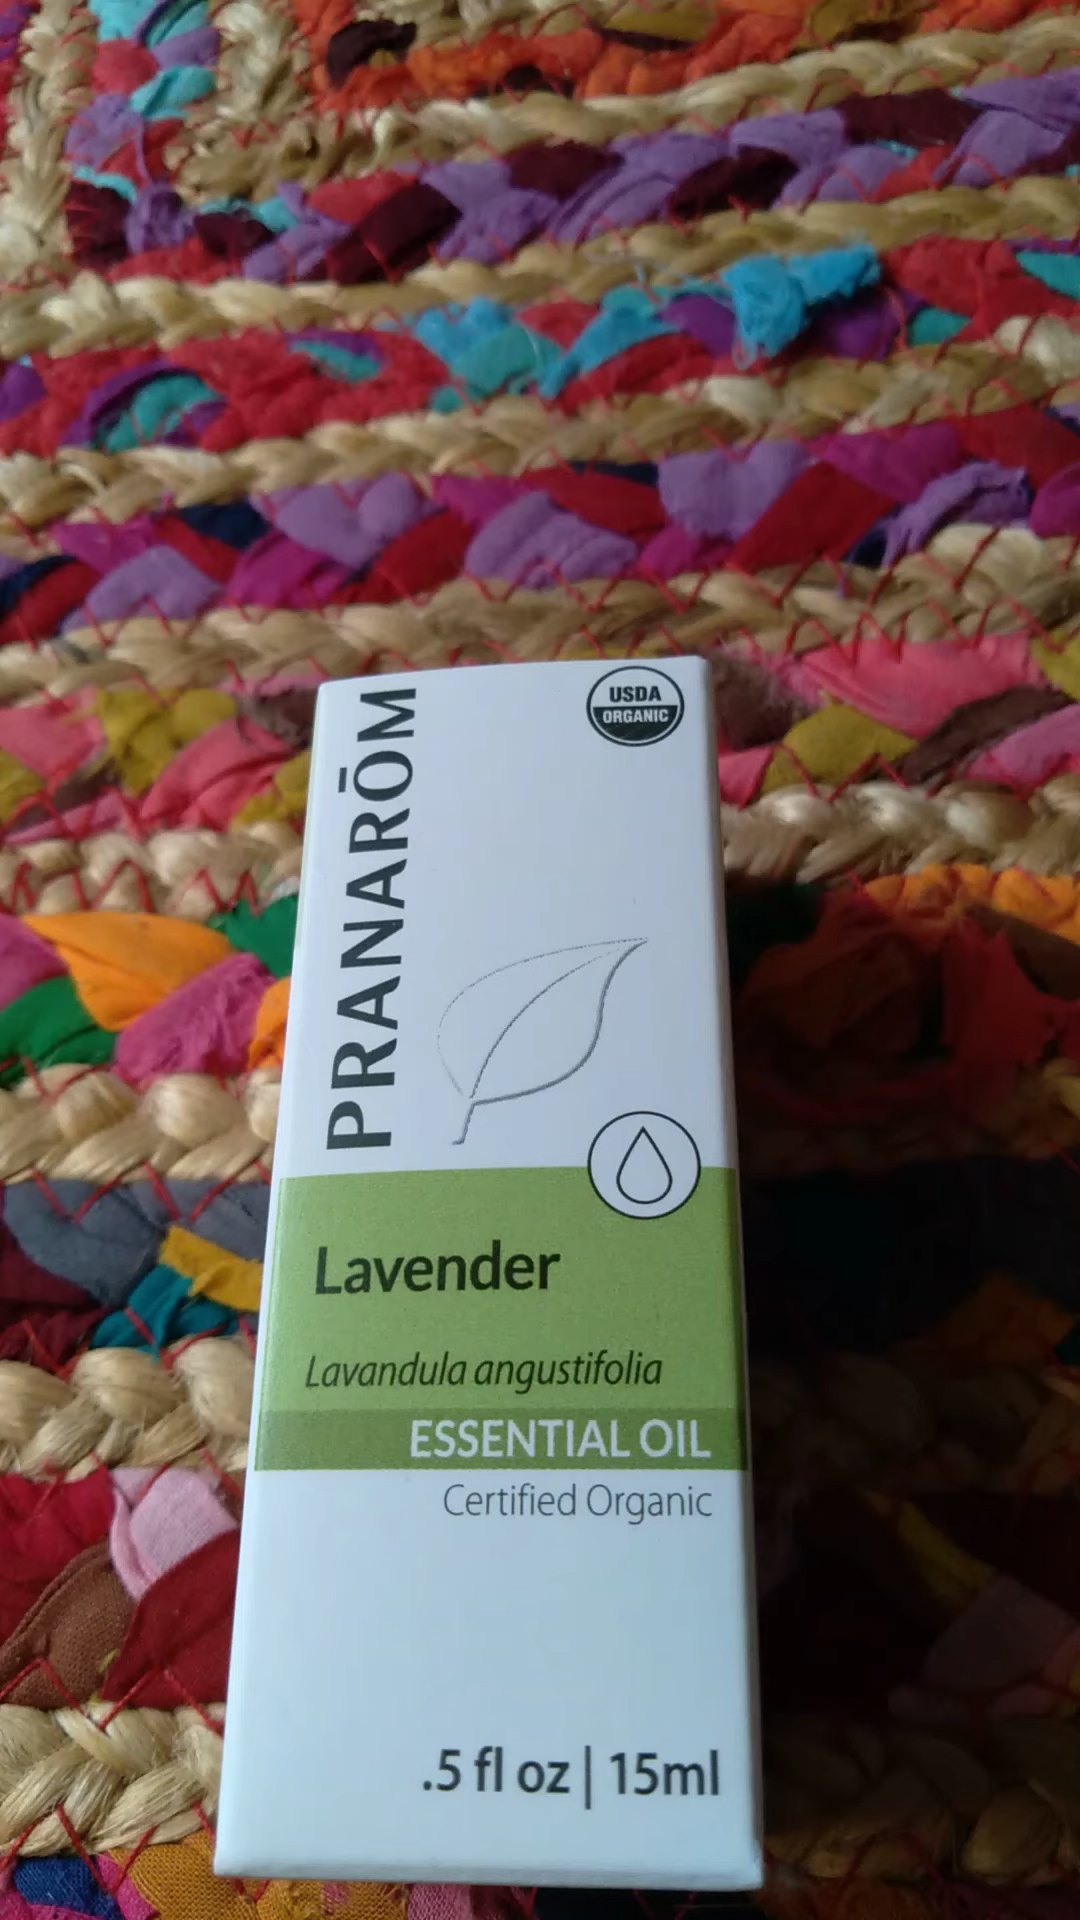 PRANARŌM
USDA
ORGANIC
Lavender
Lavandula angustifolia
ESSENTIAL OIL
Certified Organic
.5 fl oz | 15ml